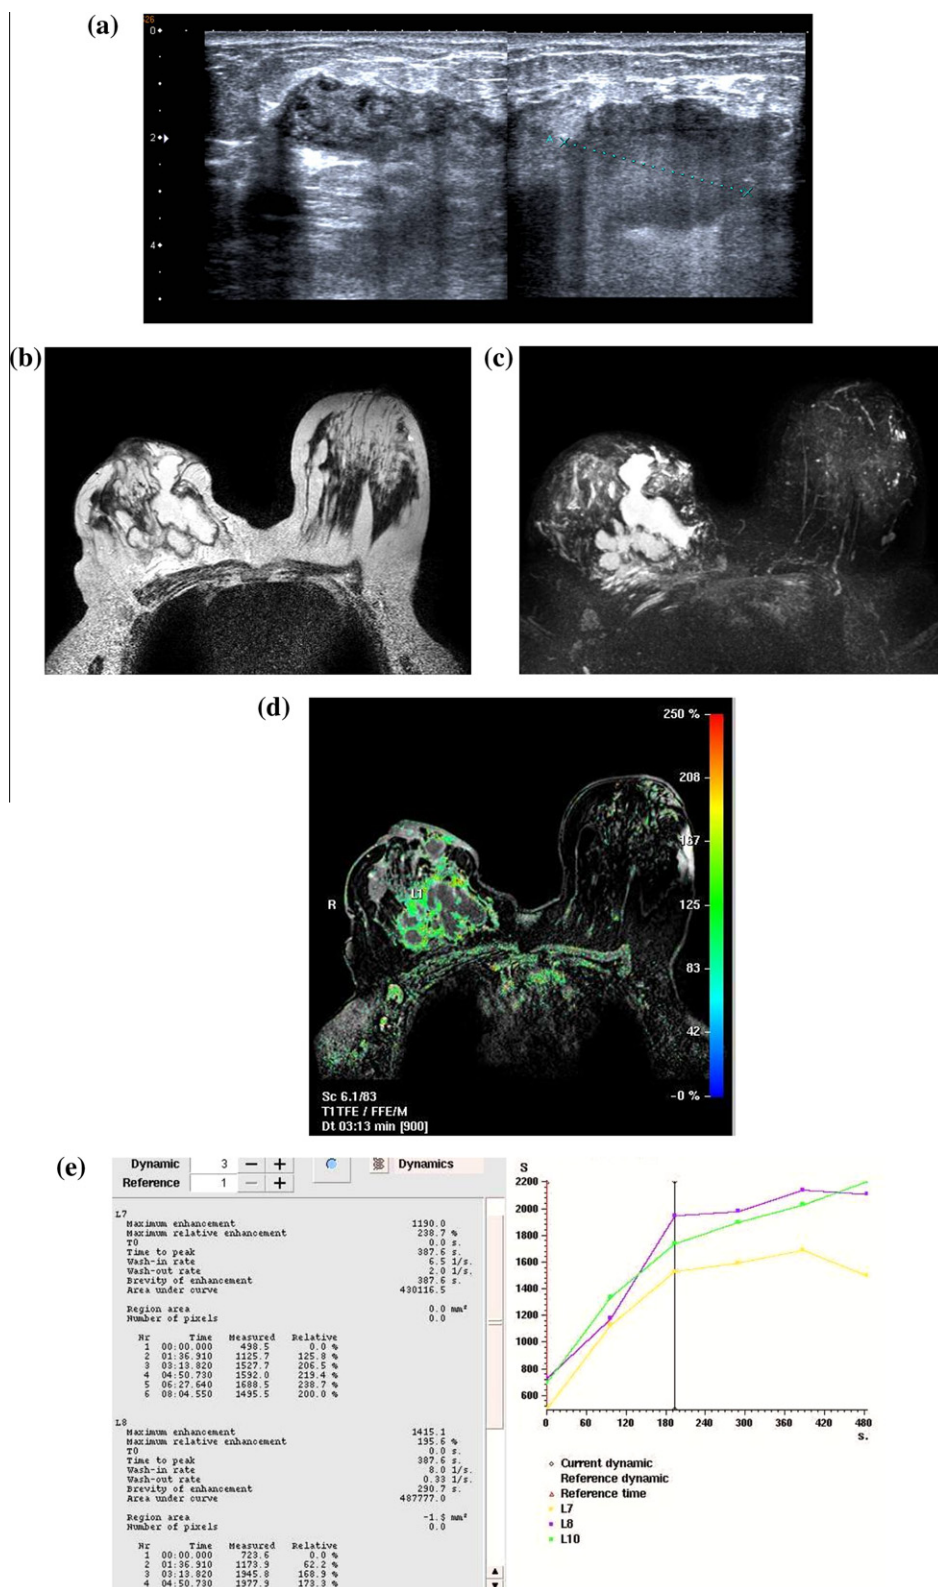 (a)
26
0
2
4
(b)
(c)
(d)
250 %
208
167
125
83
42
-0 %
R
L1
Sc 6.1/83
T1TFE / FFE/M
Dt 03:13 min [900]
(e)
Dynamic 3 − + Dynamics
Reference 1 − +
L7
Maximum enhancement 1190.0
Maximum relative enhancement 238.7 %
T0 0.0 s.
Time to peak 387.6 s.
Wash-in rate 6.5 1/s.
Wash-out rate 2.0 1/s.
Brevity of enhancement 387.6 s.
Area under curve 430116.5
Region area 0.0 mm²
Number of pixels 0.0
Nr Time Measured Relative
1 00:00.000 498.5 0.0 %
2 01:36.910 1125.7 125.8 %
3 03:13.820 1527.7 206.5 %
4 04:50.730 1592.0 219.4 %
5 06:27.640 1688.5 238.7 %
6 08:04.550 1495.5 200.0 %
L8
Maximum enhancement 1415.1
Maximum relative enhancement 195.6 %
T0 0.0 s.
Time to peak 387.6 s.
Wash-in rate 8.0 1/s.
Wash-out rate 0.33 1/s.
Brevity of enhancement 290.7 s.
Area under curve 487777.0
Region area -1.5 mm²
Number of pixels 0.0
Nr Time Measured Relative
1 00:00.000 723.6 0.0 %
2 01:36.910 1173.9 62.2 %
3 03:13.820 1945.8 168.9 %
4 04:50.730 1977.9 173.3 %
S
2200
2000
1800
1600
1400
1200
1000
800
600
0 60 120 180 240 300 360 420 480
s.
Current dynamic
Reference dynamic
Reference time
L7
L8
L10